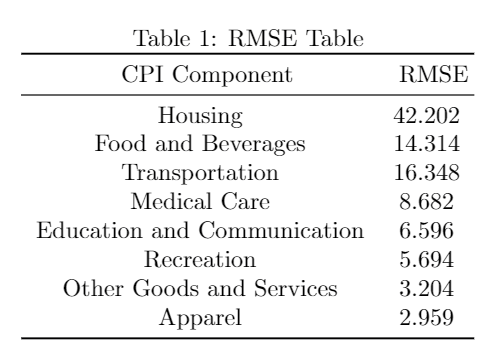 Table 1: RMSE Table
CPI Component RMSE
Housing 42.202
Food and Beverages 14.314
Transportation 16.348
Medical Care 8.682
Education and Communication 6.596
Recreation 5.694
Other Goods and Services 3.204
Apparel 2.959